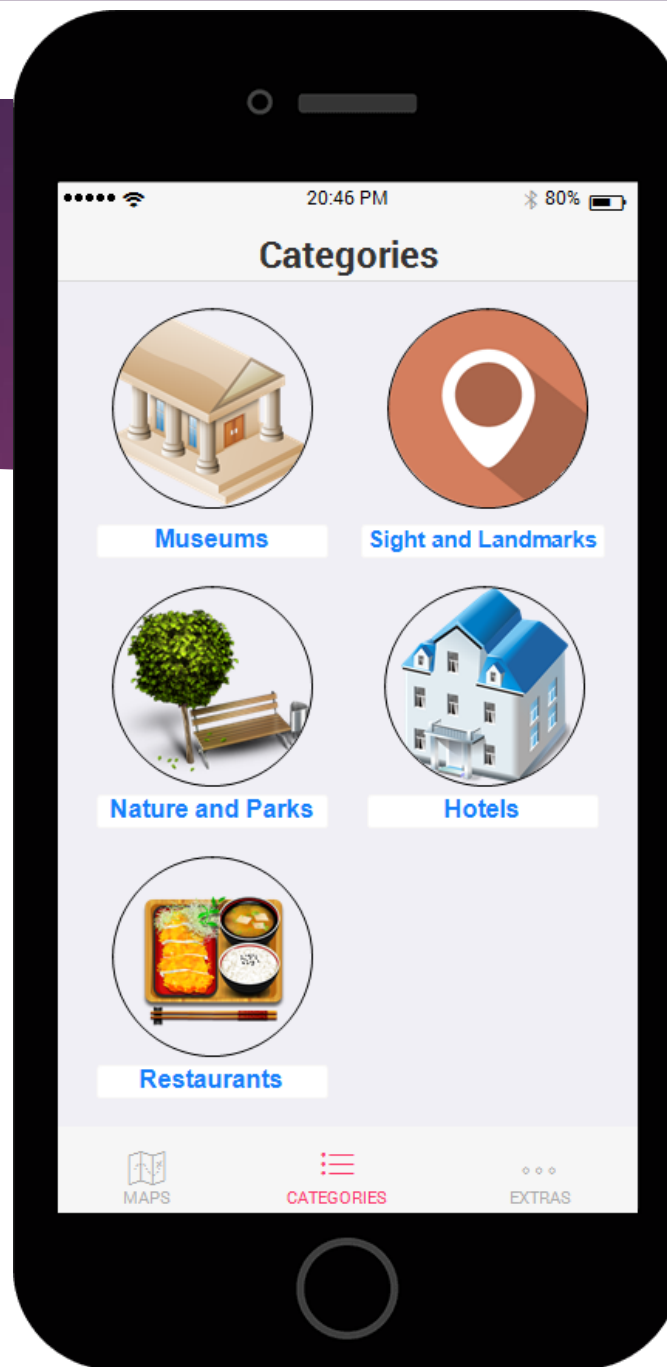 20:46 PM 80%
Categories
Museums
Sight and Landmarks
Nature and Parks
Hotels
Restaurants
MAPS
CATEGORIES
EXTRAS